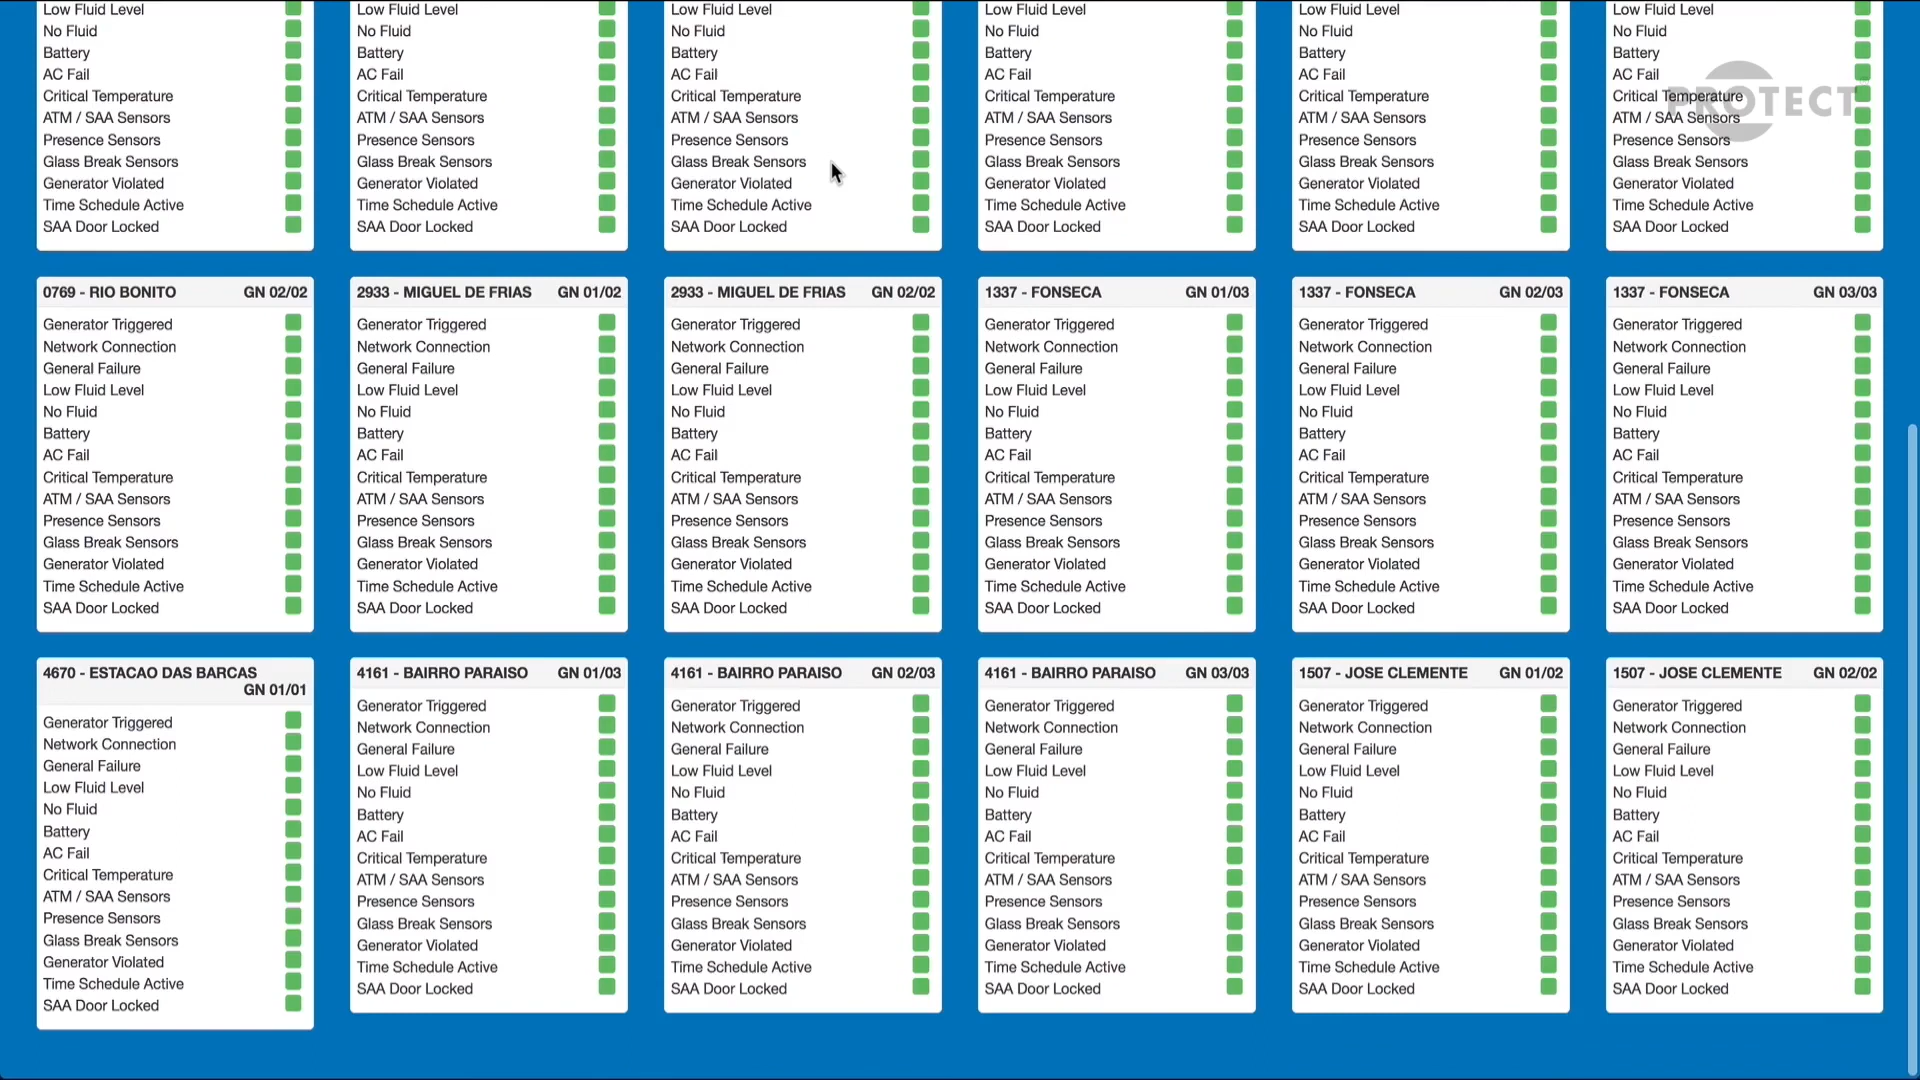 Low Fluid Level
No Fluid
Battery
AC Fail
Critical Temperature
ATM / SAA Sensors
Presence Sensors
Glass Break Sensors
Generator Violated
Time Schedule Active
SAA Door Locked
Low Fluid Level
No Fluid
Battery
AC Fail
Critical Temperature
ATM / SAA Sensors
Presence Sensors
Glass Break Sensors
Generator Violated
Time Schedule Active
SAA Door Locked
Low Fluid Level
No Fluid
Battery
AC Fail
Critical Temperature
ATM / SAA Sensors
Presence Sensors
Glass Break Sensors
Generator Violated
Time Schedule Active
SAA Door Locked
Low Fluid Level
No Fluid
Battery
AC Fail
Critical Temperature
ATM / SAA Sensors
Presence Sensors
Glass Break Sensors
Generator Violated
Time Schedule Active
SAA Door Locked
Low Fluid Level
No Fluid
Battery
AC Fail
Critical Temperature
ATM / SAA Sensors
Presence Sensors
Glass Break Sensors
Generator Violated
Time Schedule Active
SAA Door Locked
Low Fluid Level
No Fluid
Battery
AC Fail
Critical Temperature
ATM / SAA Sensors
Presence Sensors
Glass Break Sensors
Generator Violated
Time Schedule Active
SAA Door Locked
PROTECT
0769 - RIO BONITO GN 02/02
Generator Triggered
Network Connection
General Failure
Low Fluid Level
No Fluid
Battery
AC Fail
Critical Temperature
ATM / SAA Sensors
Presence Sensors
Glass Break Sensors
Generator Violated
Time Schedule Active
SAA Door Locked
2933 - MIGUEL DE FRIAS GN 01/02
Generator Triggered
Network Connection
General Failure
Low Fluid Level
No Fluid
Battery
AC Fail
Critical Temperature
ATM / SAA Sensors
Presence Sensors
Glass Break Sensors
Generator Violated
Time Schedule Active
SAA Door Locked
2933 - MIGUEL DE FRIAS GN 02/02
Generator Triggered
Network Connection
General Failure
Low Fluid Level
No Fluid
Battery
AC Fail
Critical Temperature
ATM / SAA Sensors
Presence Sensors
Glass Break Sensors
Generator Violated
Time Schedule Active
SAA Door Locked
1337 - FONSECA GN 01/03
Generator Triggered
Network Connection
General Failure
Low Fluid Level
No Fluid
Battery
AC Fail
Critical Temperature
ATM / SAA Sensors
Presence Sensors
Glass Break Sensors
Generator Violated
Time Schedule Active
SAA Door Locked
1337 - FONSECA GN 02/03
Generator Triggered
Network Connection
General Failure
Low Fluid Level
No Fluid
Battery
AC Fail
Critical Temperature
ATM / SAA Sensors
Presence Sensors
Glass Break Sensors
Generator Violated
Time Schedule Active
SAA Door Locked
1337 - FONSECA GN 03/03
Generator Triggered
Network Connection
General Failure
Low Fluid Level
No Fluid
Battery
AC Fail
Critical Temperature
ATM / SAA Sensors
Presence Sensors
Glass Break Sensors
Generator Violated
Time Schedule Active
SAA Door Locked
4670 - ESTACAO DAS BARCAS
GN 01/01
Generator Triggered
Network Connection
General Failure
Low Fluid Level
No Fluid
Battery
AC Fail
Critical Temperature
ATM / SAA Sensors
Presence Sensors
Glass Break Sensors
Generator Violated
Time Schedule Active
SAA Door Locked
4161 - BAIRRO PARAISO GN 01/03
Generator Triggered
Network Connection
General Failure
Low Fluid Level
No Fluid
Battery
AC Fail
Critical Temperature
ATM / SAA Sensors
Presence Sensors
Glass Break Sensors
Generator Violated
Time Schedule Active
SAA Door Locked
4161 - BAIRRO PARAISO GN 02/03
Generator Triggered
Network Connection
General Failure
Low Fluid Level
No Fluid
Battery
AC Fail
Critical Temperature
ATM / SAA Sensors
Presence Sensors
Glass Break Sensors
Generator Violated
Time Schedule Active
SAA Door Locked
4161 - BAIRRO PARAISO GN 03/03
Generator Triggered
Network Connection
General Failure
Low Fluid Level
No Fluid
Battery
AC Fail
Critical Temperature
ATM / SAA Sensors
Presence Sensors
Glass Break Sensors
Generator Violated
Time Schedule Active
SAA Door Locked
1507 - JOSE CLEMENTE GN 01/02
Generator Triggered
Network Connection
General Failure
Low Fluid Level
No Fluid
Battery
AC Fail
Critical Temperature
ATM / SAA Sensors
Presence Sensors
Glass Break Sensors
Generator Violated
Time Schedule Active
SAA Door Locked
1507 - JOSE CLEMENTE GN 02/02
Generator Triggered
Network Connection
General Failure
Low Fluid Level
No Fluid
Battery
AC Fail
Critical Temperature
ATM / SAA Sensors
Presence Sensors
Glass Break Sensors
Generator Violated
Time Schedule Active
SAA Door Locked